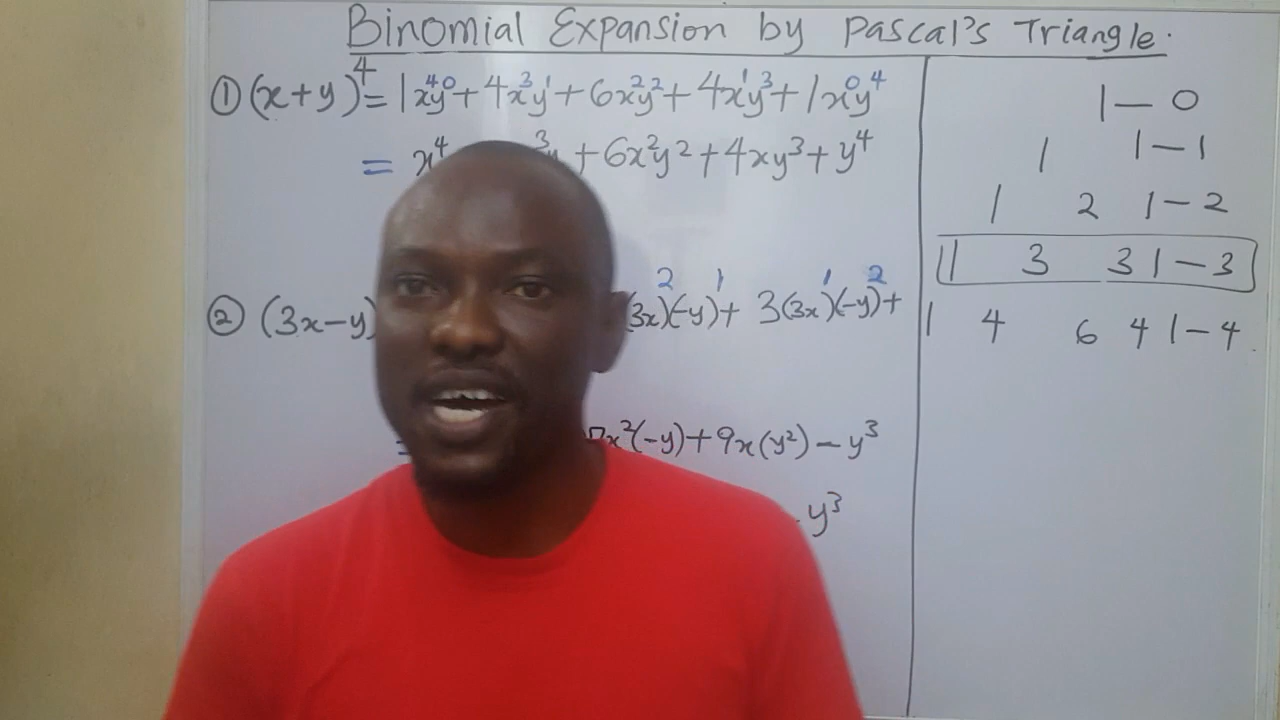 Binomial Expansion by Pascal's Triangle.
① (x+y)⁴ = 1x⁴y⁰ + 4x³y¹ + 6x²y² + 4x¹y³ + 1x⁰y⁴
= x⁴ + 6x²y² + 4xy³ + y⁴
② (3x-y) (3x)²(-y)¹ + 3(3x)¹(-y)² +
x²(-y) + 9x(y²) - y³
y³
1 — 0
1 1 — 1
1 2 1 — 2
1 3 3 1 — 3
1 4 6 4 1 — 4